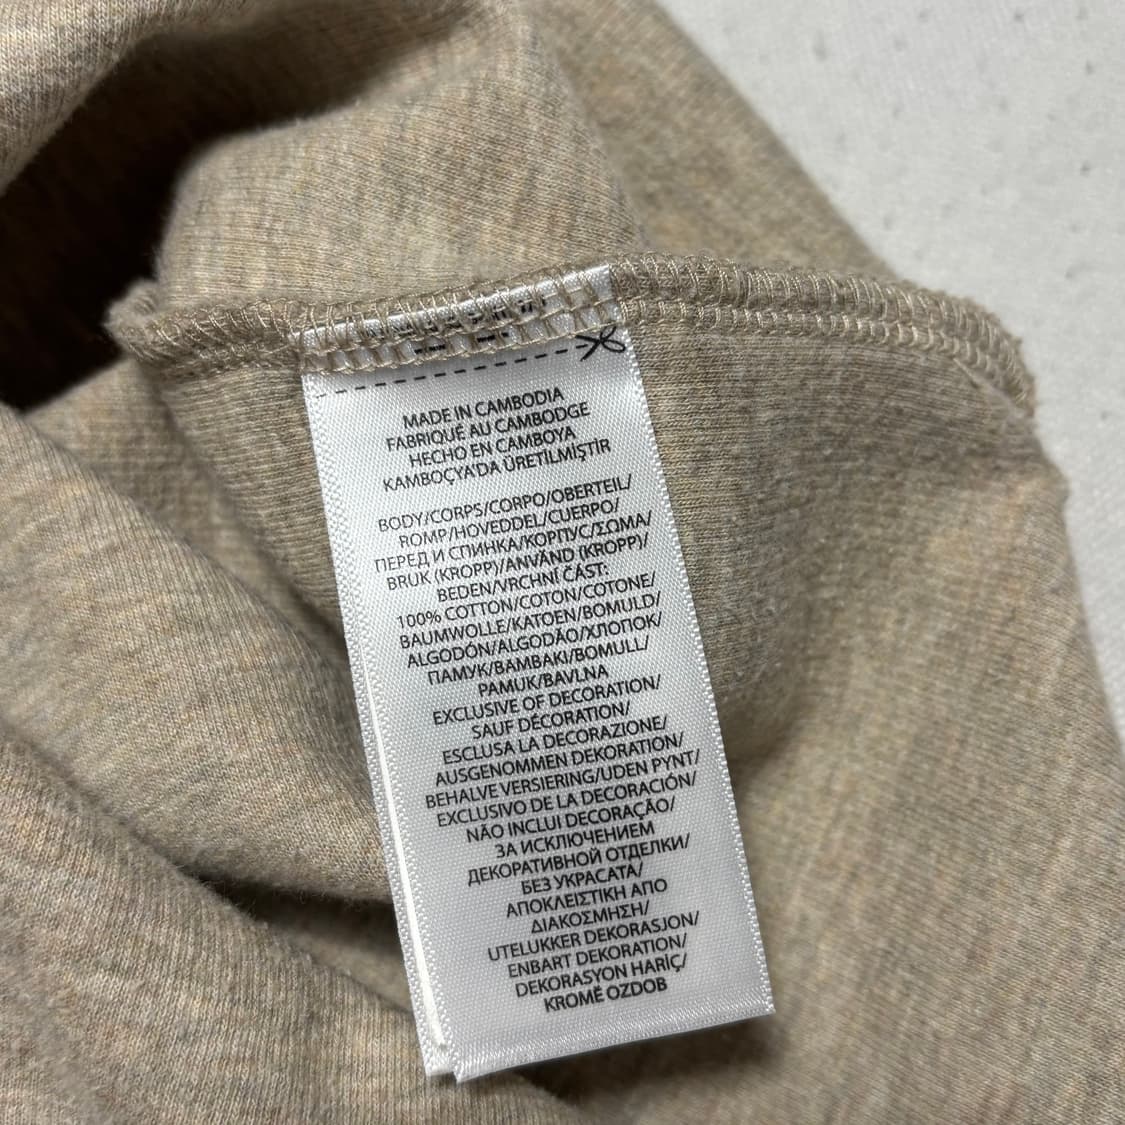 MADE IN CAMBODIA
FABRIQUÉ AU CAMBODGE
HECHO EN CAMBOYA
KAMBOÇYA'DA ÜRETİLMİŞTİR
BODY/CORPS/CORPO/OBERTEIL/
ROMP/HOVEDDEL/CUERPO/
ПЕРЕД И СПИНКА/КОРПУС/ΣΩΜΑ/
BRUK (KROPP)/ANVÄND (KROPP)/
BEDEN/VRCHNÍ ČÁST:
100% COTTON/COTON/COTONE/
BAUMWOLLE/KATOEN/BOMULD/
ALGODÓN/ALGODÃO/ХЛОПОК/
ПАМУК/ΒΑΜΒΑΚΙ/BOMULL/
PAMUK/BAVLNA
EXCLUSIVE OF DECORATION/
SAUF DÉCORATION/
ESCLUSA LA DECORAZIONE/
AUSGENOMMEN DEKORATION/
BEHALVE VERSIERING/UDEN PYNT/
EXCLUSIVO DE LA DECORACIÓN/
NÃO INCLUI DECORAÇÃO/
ЗА ИСКЛЮЧЕНИЕМ
ДЕКОРАТИВНОЙ ОТДЕЛКИ/
БЕЗ УКРАСАТА/
ΑΠΟΚΛΕΙΣΤΙΚΗ ΑΠΟ
ΔΙΑΚΟΣΜΗΣΗ/
UTELUKKER DEKORASJON/
ENBART DEKORATION/
DEKORASYON HARİÇ/
KROMĚ OZDOB